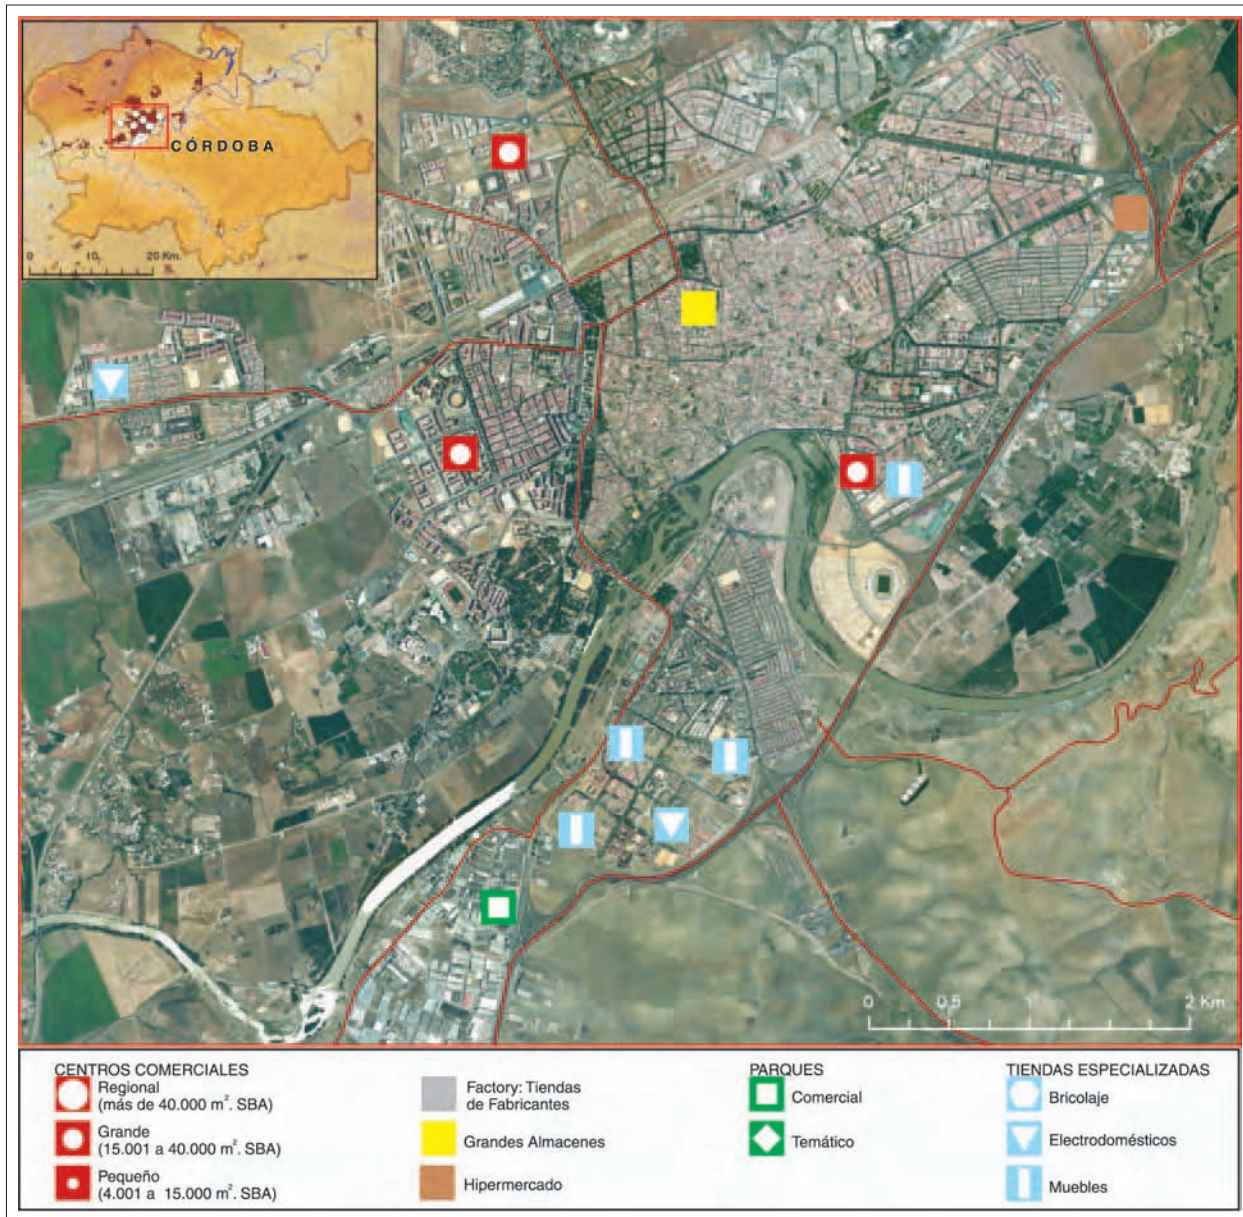 CÓRDOBA
0 10 20 Km.
0 0,5 1 2 Km.
CENTROS COMERCIALES
Regional
(más de 40.000 m². SBA)
Grande
(15.001 a 40.000 m². SBA)
Pequeño
(4.001 a 15.000 m². SBA)
Factory: Tiendas
de Fabricantes
Grandes Almacenes
Hipermercado
PARQUES
Comercial
Temático
TIENDAS ESPECIALIZADAS
Bricolaje
Electrodomésticos
Muebles